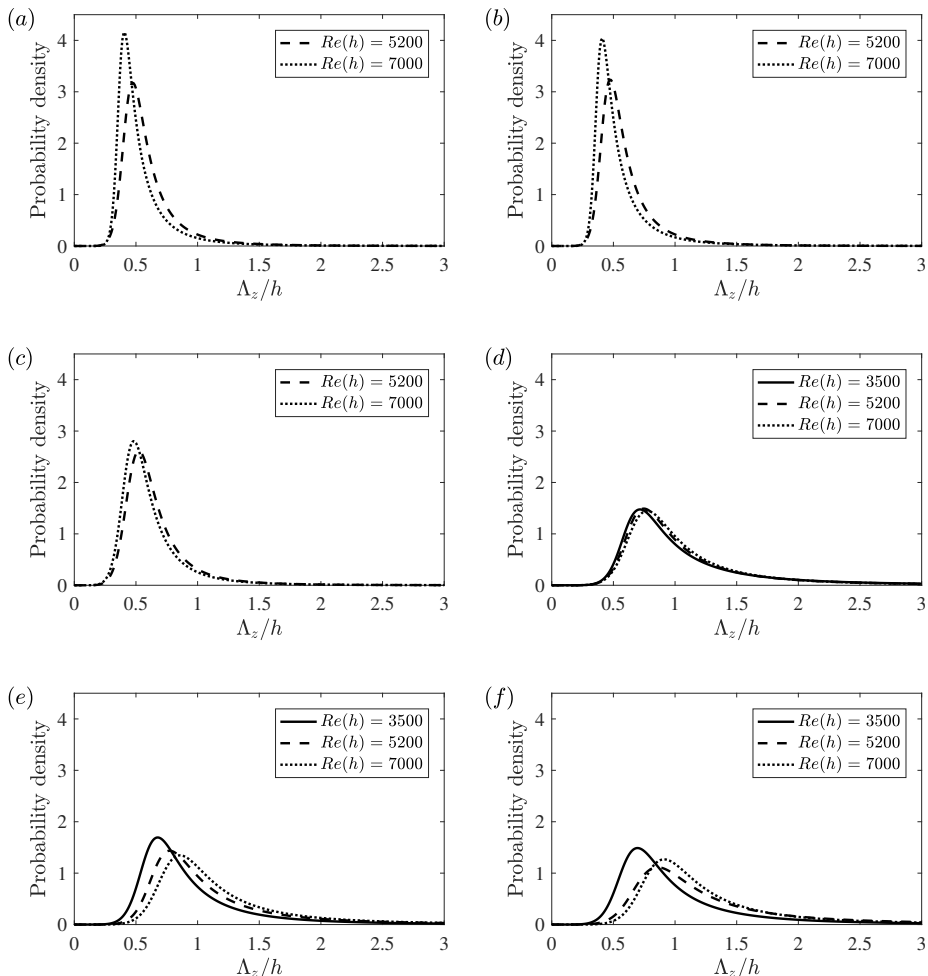 (a)
Probability density
4
3
2
1
0
Re(h) = 5200
Re(h) = 7000
0 0.5 1 1.5 2 2.5 3
Λz/h
(b)
Probability density
4
3
2
1
0
Re(h) = 5200
Re(h) = 7000
0 0.5 1 1.5 2 2.5 3
Λz/h
(c)
Probability density
4
3
2
1
0
Re(h) = 5200
Re(h) = 7000
0 0.5 1 1.5 2 2.5 3
Λz/h
(d)
Probability density
4
3
2
1
0
Re(h) = 3500
Re(h) = 5200
Re(h) = 7000
0 0.5 1 1.5 2 2.5 3
Λz/h
(e)
Probability density
4
3
2
1
0
Re(h) = 3500
Re(h) = 5200
Re(h) = 7000
0 0.5 1 1.5 2 2.5 3
Λz/h
(f)
Probability density
4
3
2
1
0
Re(h) = 3500
Re(h) = 5200
Re(h) = 7000
0 0.5 1 1.5 2 2.5 3
Λz/h